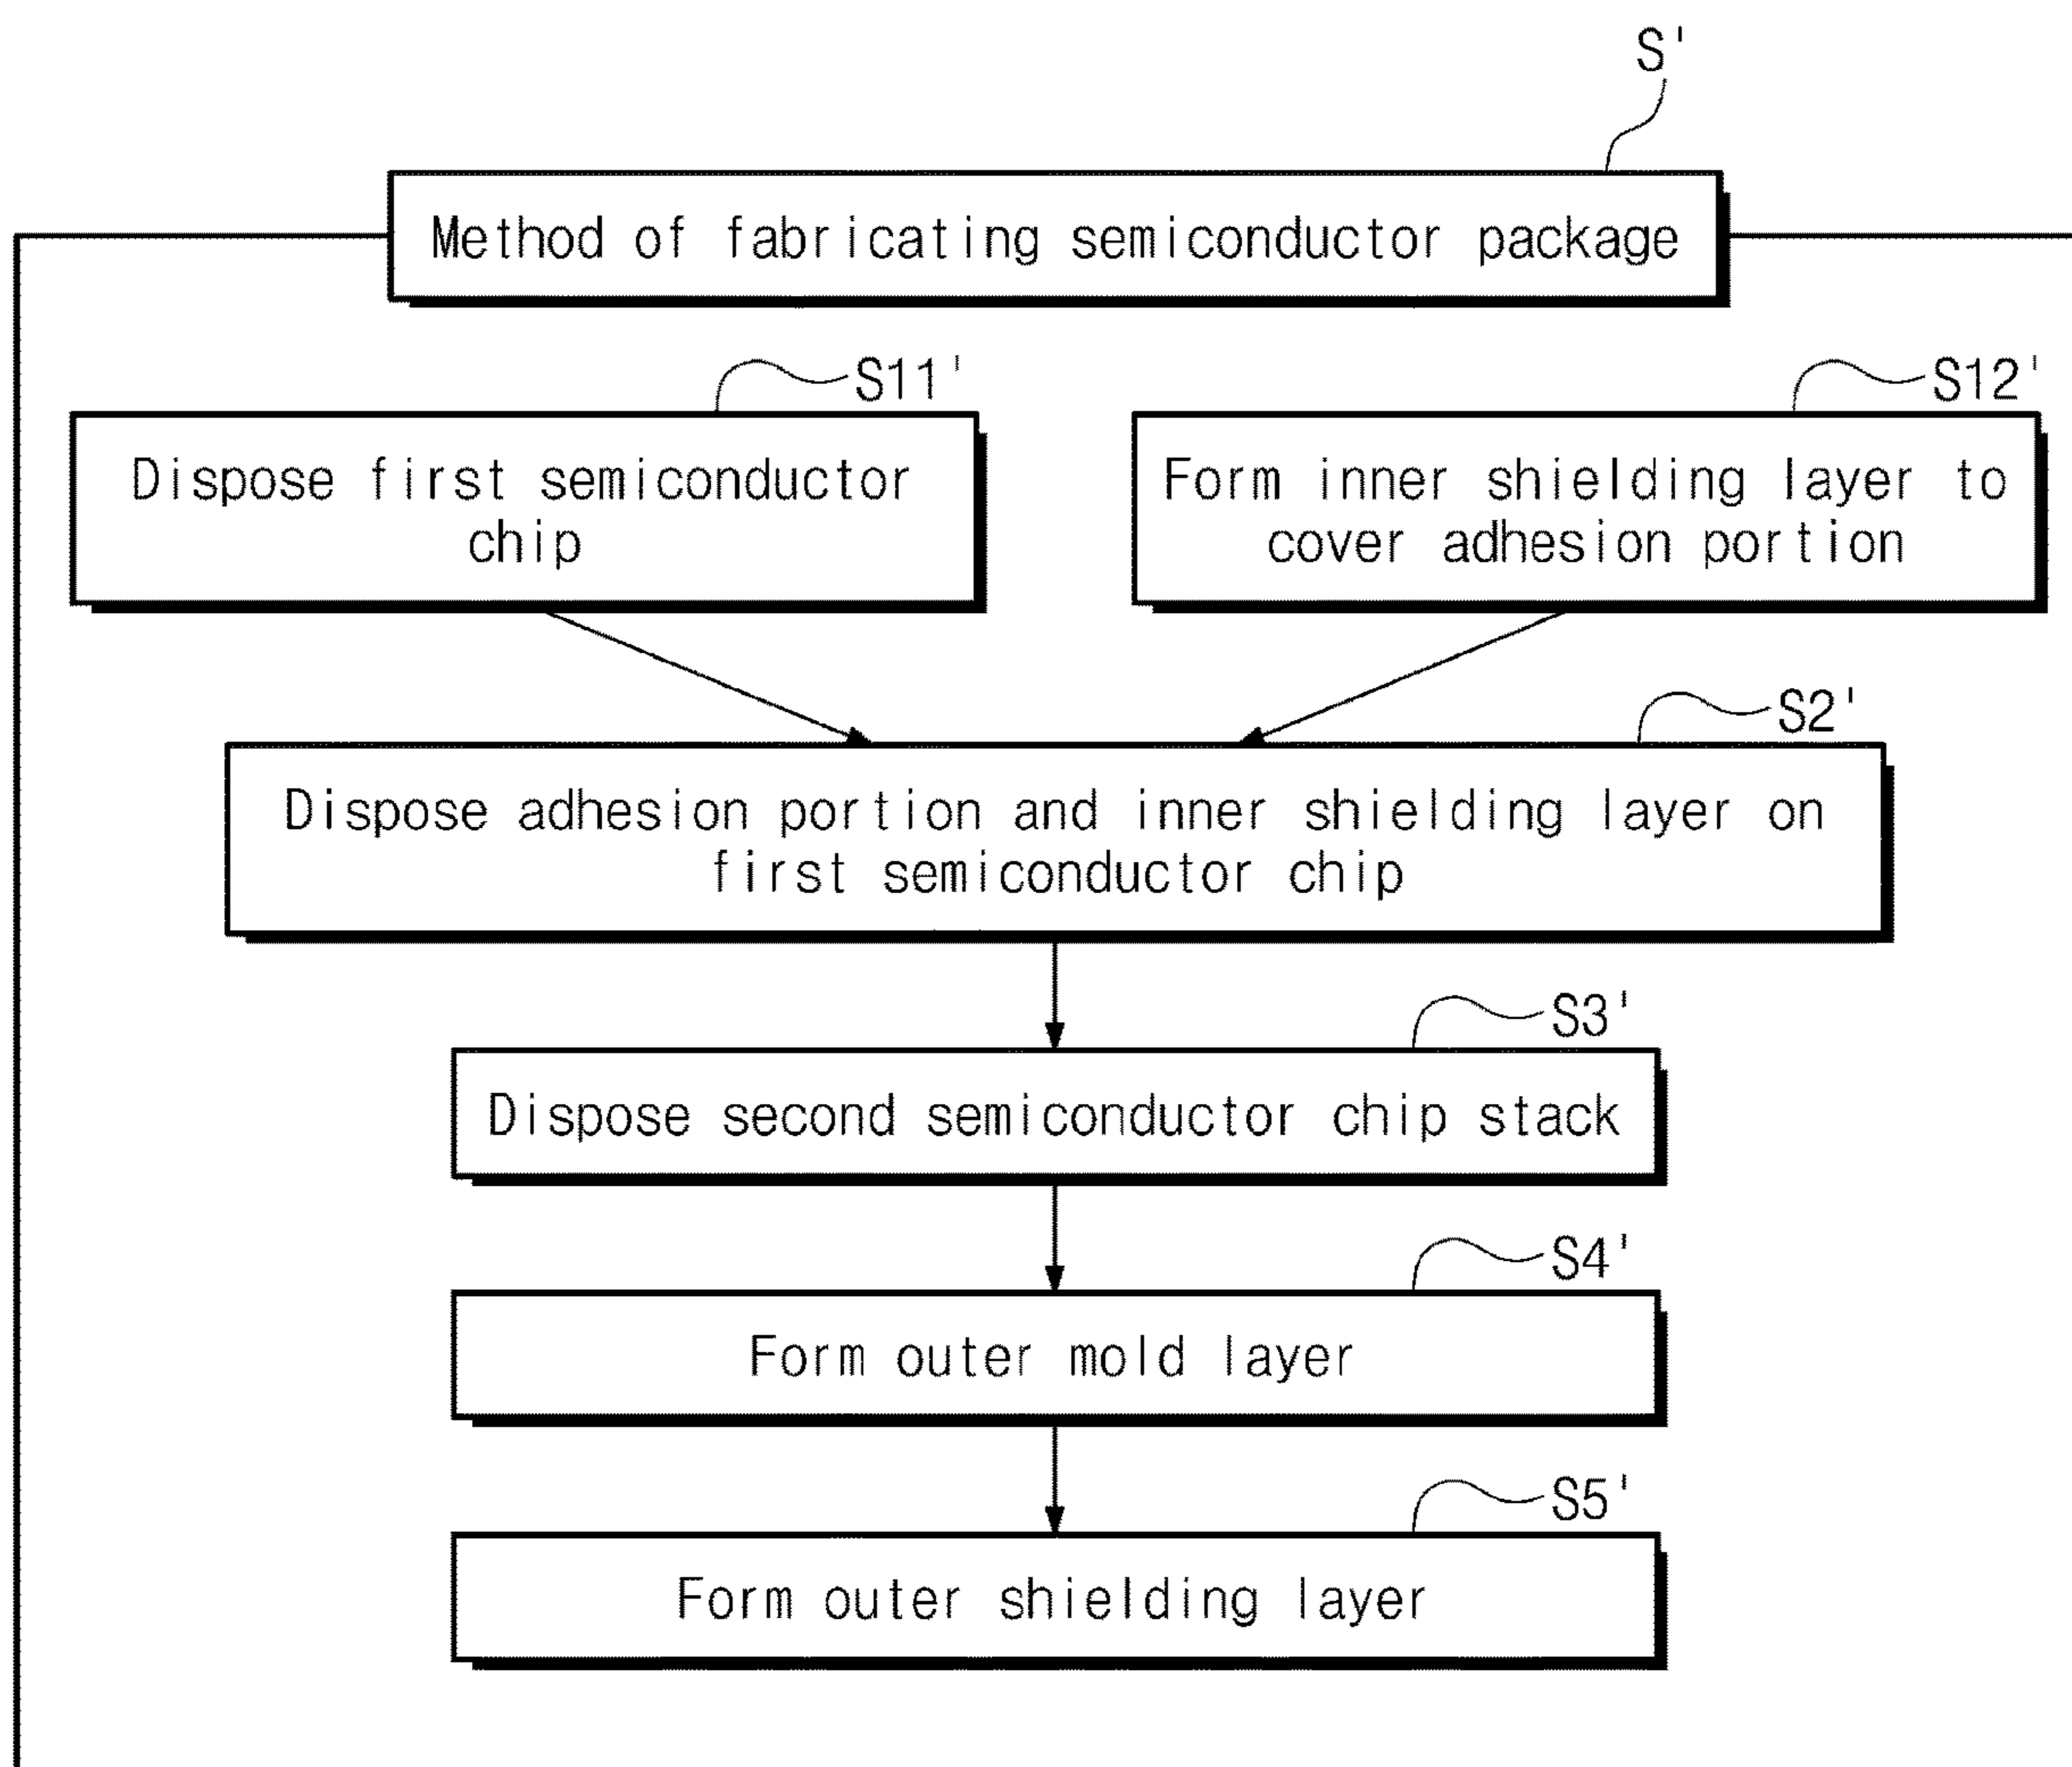 S'
Method of fabricating semiconductor package
S11'
S12'
Dispose first semiconductor
chip
Form inner shielding layer to
cover adhesion portion
S2'
Dispose adhesion portion and inner shielding layer on
first semiconductor chip
S3'
Dispose second semiconductor chip stack
S4'
Form outer mold layer
S5'
Form outer shielding layer